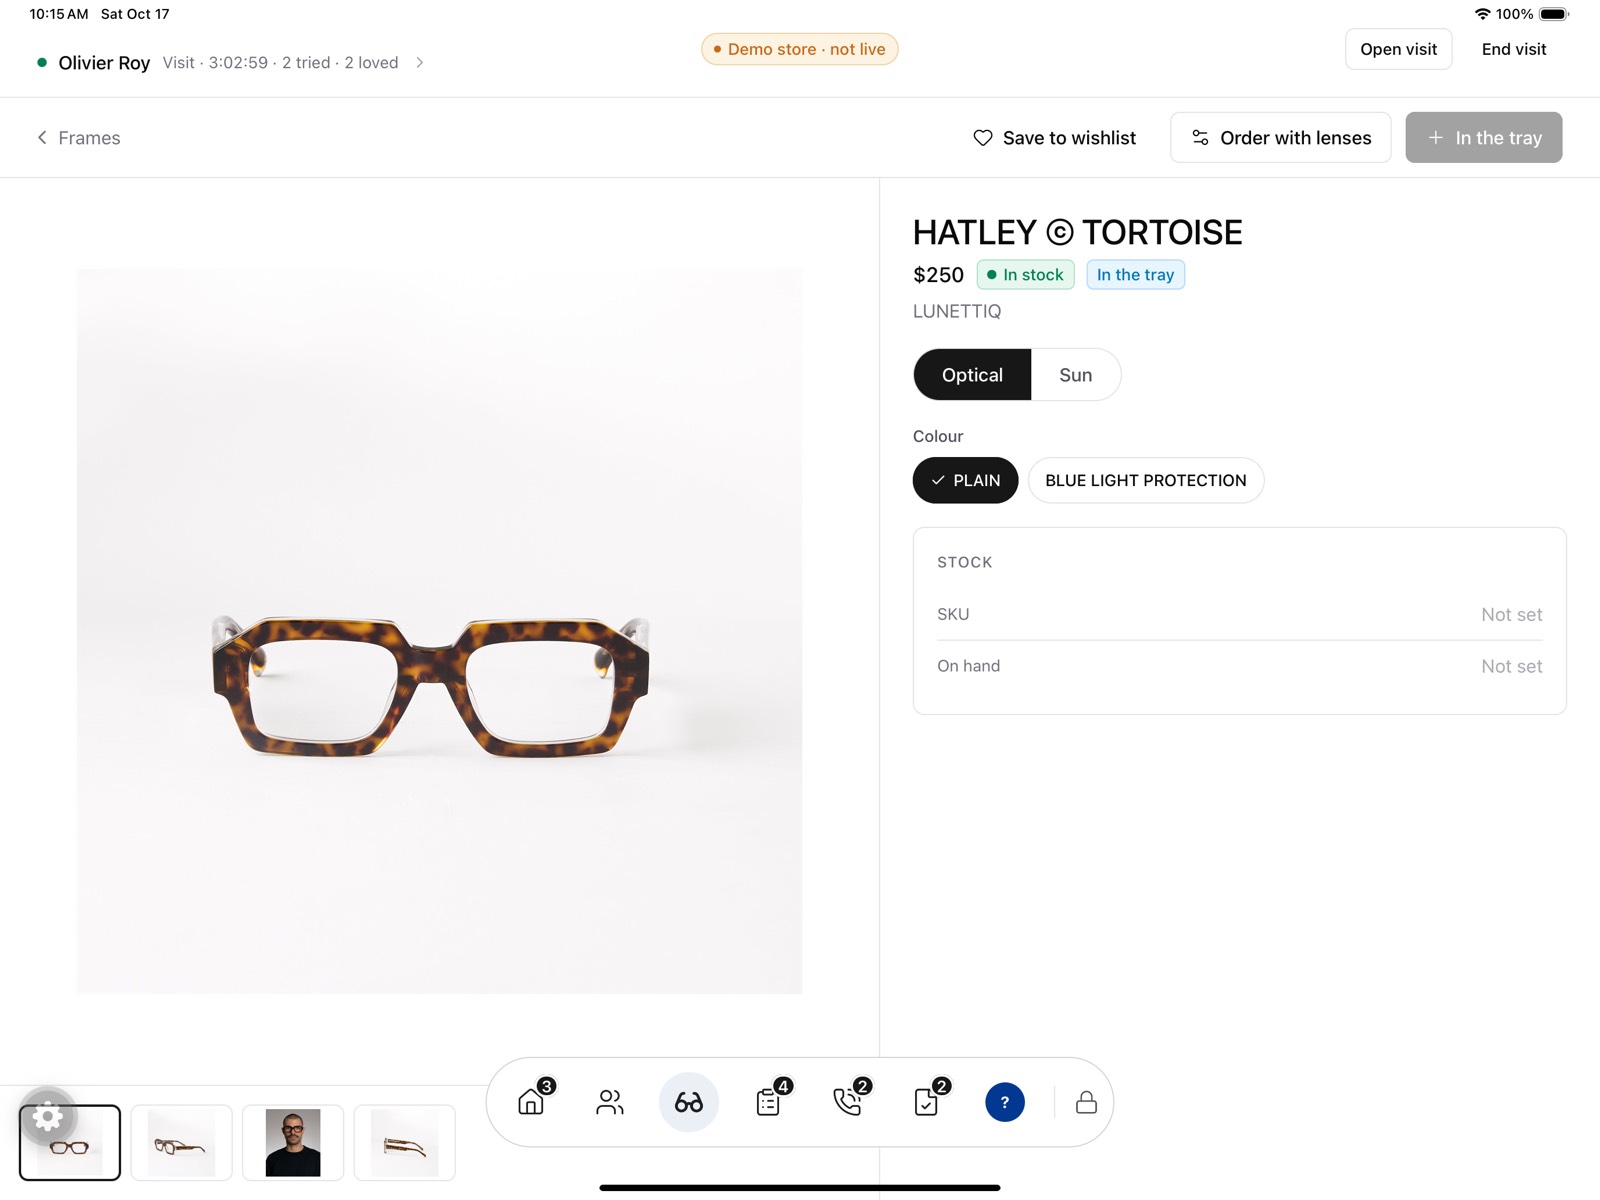 10:15 AM Sat Oct 17
100%
Olivier Roy Visit · 3:02:59 · 2 tried · 2 loved
Demo store · not live
Open visit
End visit
Frames
Save to wishlist
Order with lenses
+ In the tray
HATLEY © TORTOISE
$250 In stock In the tray
LUNETTIQ
Optical Sun
Colour
PLAIN BLUE LIGHT PROTECTION
STOCK
SKU Not set
On hand Not set
3
4
2
2
?